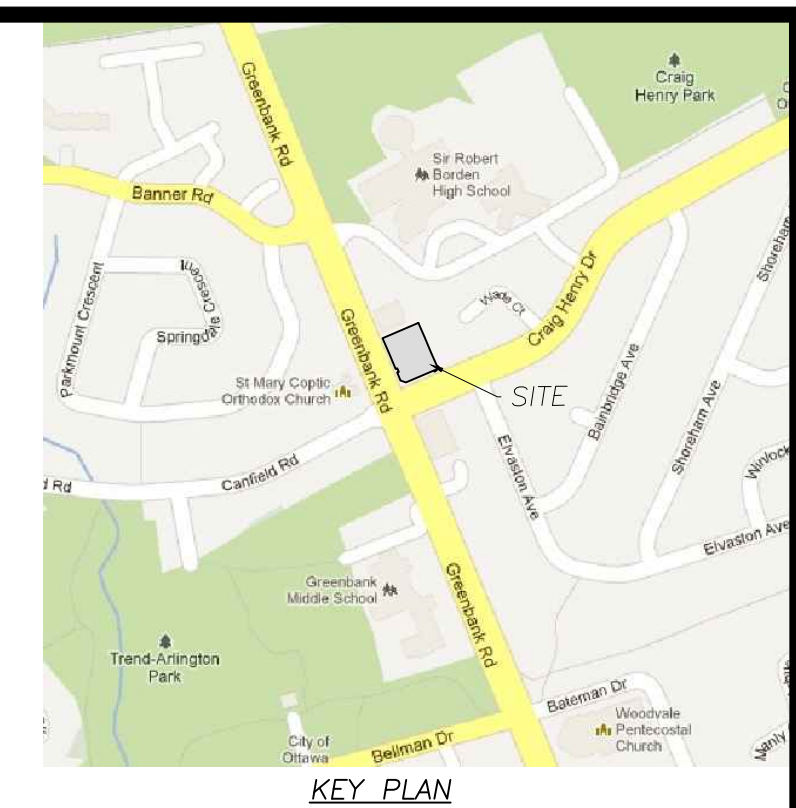 Greenbank Rd
Craig
Henry Park
Sir Robert
Borden
High School
Banner Rd
Craig Henry Dr
Wade Ct
Parkmount Crescent
Springdale Crescent
Greenbank Rd
St Mary Coptic
Orthodox Church
SITE
Bainbridge Ave
Shoreham Ave
Shoreham
Winlock
Canfield Rd
d Rd
Elvaston Ave
Elvaston Ave
Greenbank
Middle School
Greenbank Rd
Trend-Arlington
Park
Bateman Dr
Woodvale
Pentecostal
Church
Manly
City of
Ottawa
Bellman Dr
KEY PLAN